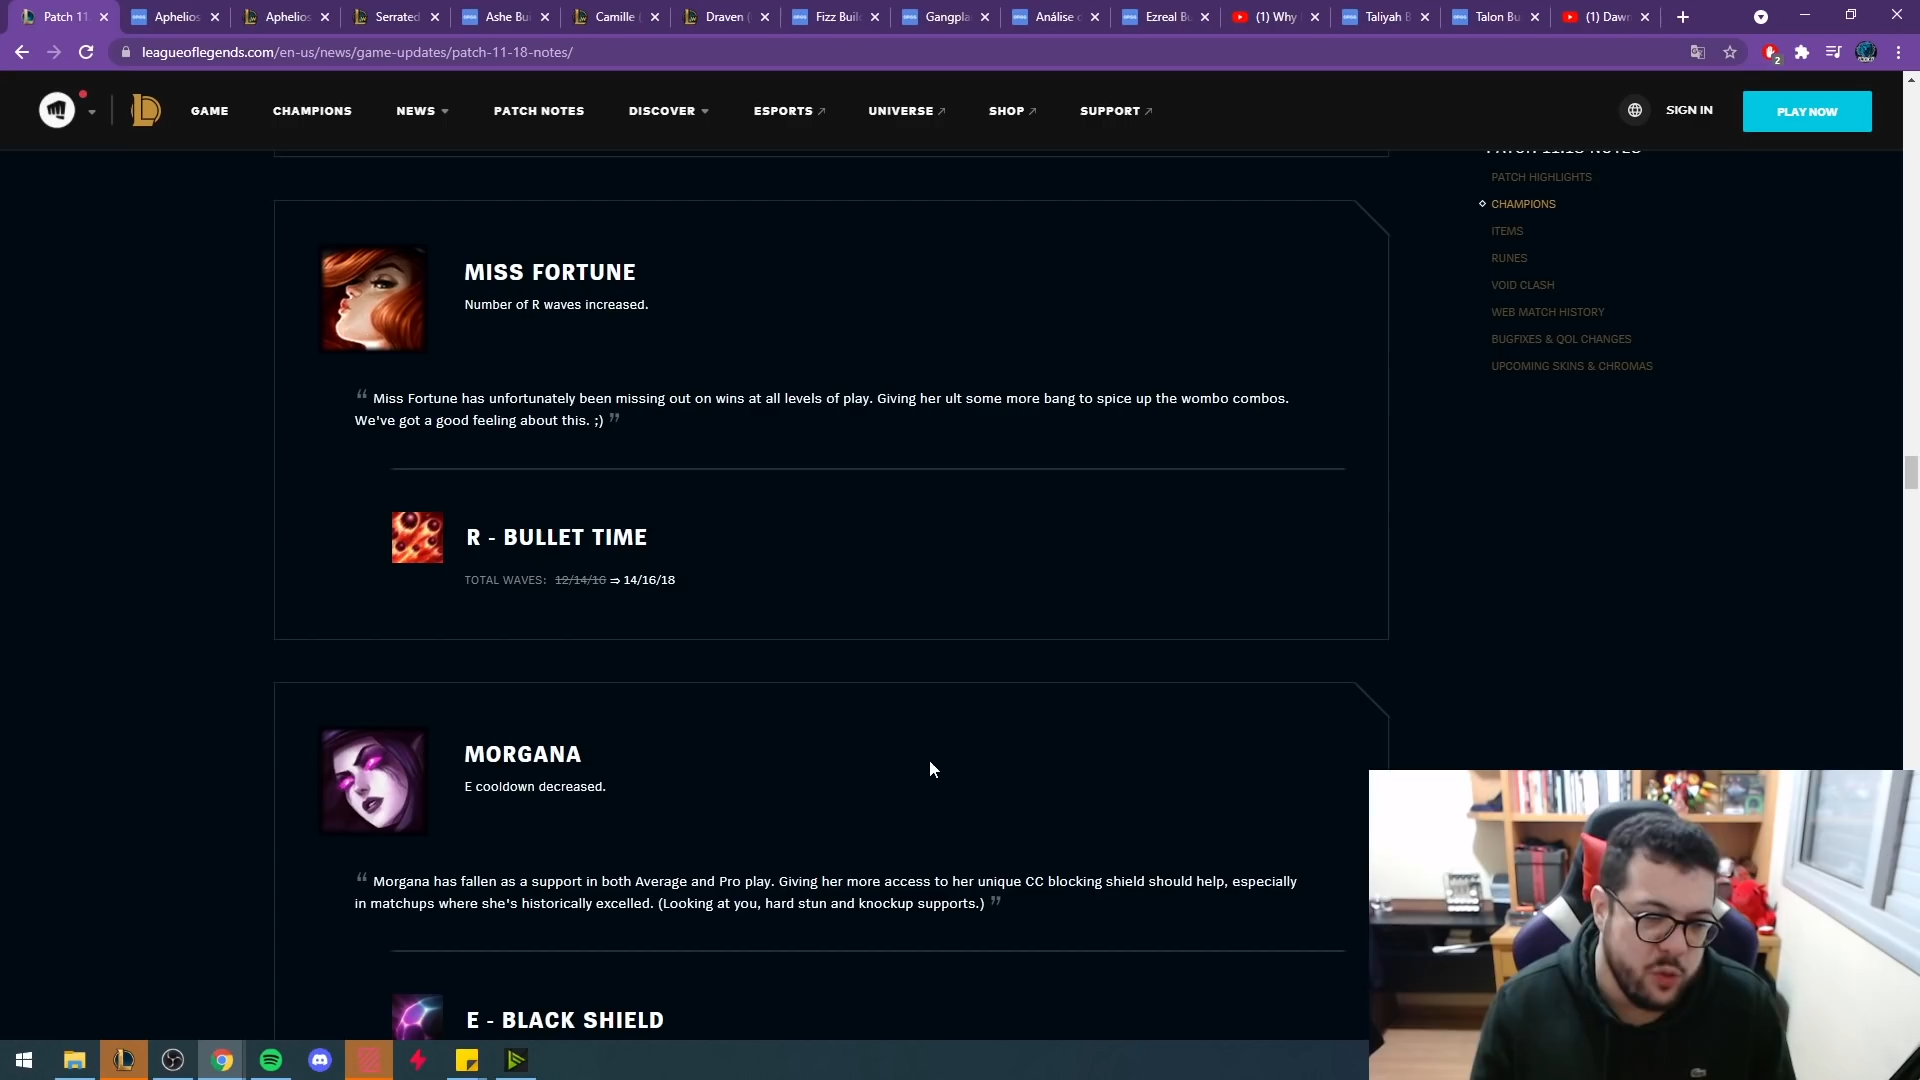 Patch 11.
Aphelios
Aphelios
Serrated
Ashe Bui
Camille (
Draven (
Fizz Buil
Gangpla
Análise c
Ezreal Bu
(1) Why
Taliyah B
Talon Bu
(1) Dawn
leagueoflegends.com/en-us/news/game-updates/patch-11-18-notes/
2
GAME
CHAMPIONS
NEWS
PATCH NOTES
DISCOVER
ESPORTS
UNIVERSE
SHOP
SUPPORT
SIGN IN
PLAY NOW
PATCH 11.18 NOTES
PATCH HIGHLIGHTS
CHAMPIONS
ITEMS
RUNES
VOID CLASH
WEB MATCH HISTORY
BUGFIXES & QOL CHANGES
UPCOMING SKINS & CHROMAS
MISS FORTUNE
Number of R waves increased.
“ Miss Fortune has unfortunately been missing out on wins at all levels of play. Giving her ult some more bang to spice up the wombo combos.
We've got a good feeling about this. ;) ”
R - BULLET TIME
TOTAL WAVES: 12/14/16 ⇒ 14/16/18
MORGANA
E cooldown decreased.
“ Morgana has fallen as a support in both Average and Pro play. Giving her more access to her unique CC blocking shield should help, especially
in matchups where she's historically excelled. (Looking at you, hard stun and knockup supports.) ”
E - BLACK SHIELD